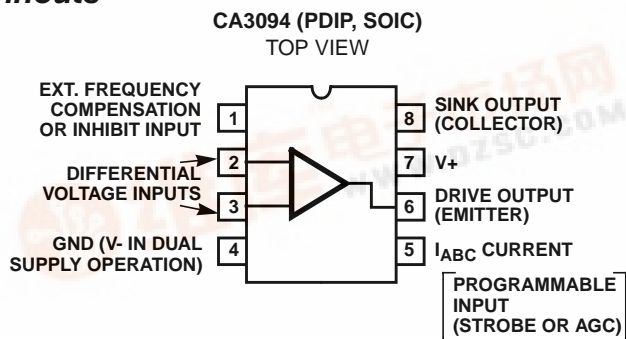 CA3094 (PDIP, SOIC)
TOP VIEW
EXT. FREQUENCY
COMPENSATION
OR INHIBIT INPUT
DIFFERENTIAL
VOLTAGE INPUTS
GND (V- IN DUAL
SUPPLY OPERATION)
1
2
3
4
8
7
6
5
SINK OUTPUT
(COLLECTOR)
V+
DRIVE OUTPUT
(EMITTER)
IABC CURRENT
PROGRAMMABLE
INPUT
(STROBE OR AGC)